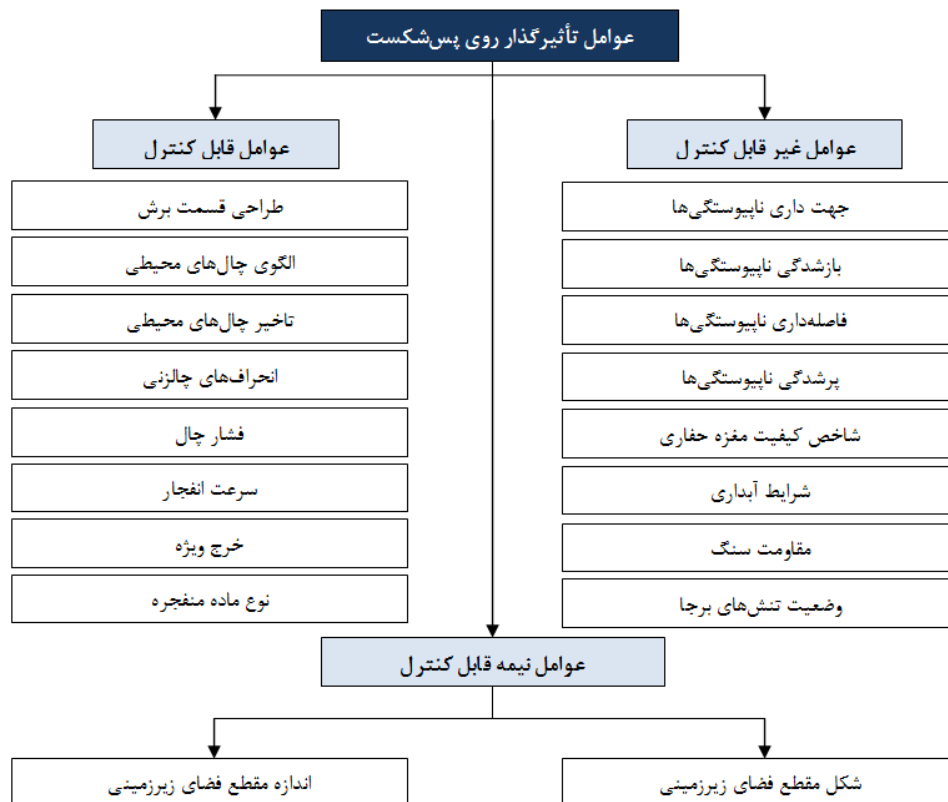 عوامل تأثیرگذار روی پس‌شکست
عوامل غیر قابل کنترل
جهت داری ناپیوستگی‌ها
بازشدگی ناپیوستگی‌ها
فاصله‌داری ناپیوستگی‌ها
پرشدگی ناپیوستگی‌ها
شاخص کیفیت مغزه حفاری
شرایط آبداری
مقاومت سنگ
وضعیت تنش‌های برجا
عوامل قابل کنترل
طراحی قسمت برش
الگوی چال‌های محیطی
تاخیر چال‌های محیطی
انحراف‌های چالزنی
فشار چال
سرعت انفجار
خرج ویژه
نوع ماده منفجره
عوامل نیمه قابل کنترل
شکل مقطع فضای زیرزمینی
اندازه مقطع فضای زیرزمینی